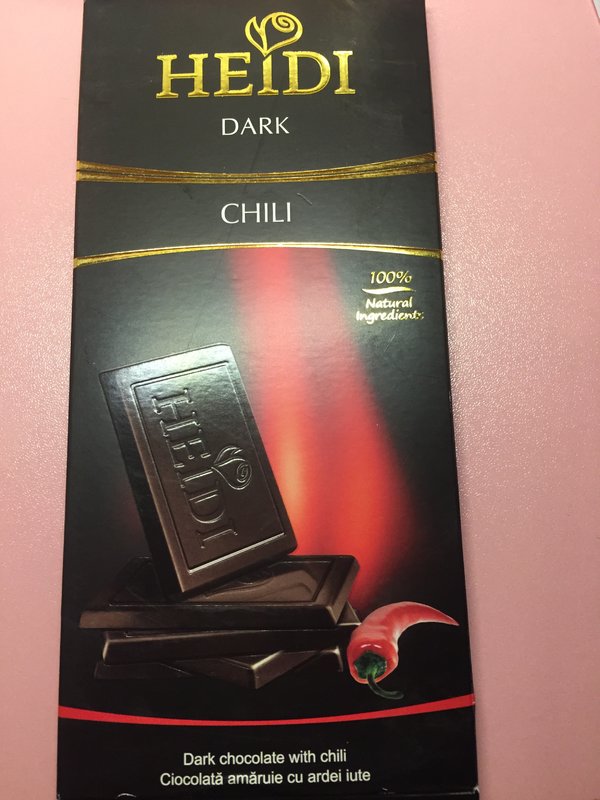 HEIDI
DARK
CHILI
100%
Natural
Ingredients
HEIDI
Dark chocolate with chili
Ciocolată amăruie cu ardei iute